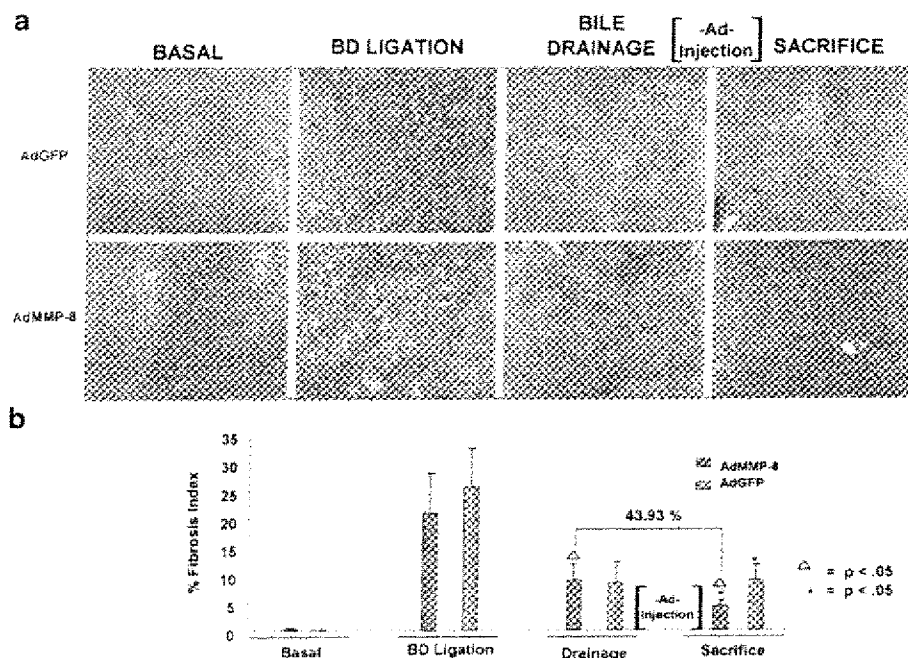 a
BASAL
BD LIGATION
BILE
DRAINAGE
[-Ad-
Injection]
SACRIFICE
AdGFP
AdMMP-8
b
% Fibrosis Index
35
30
25
20
15
10
5
0
AdMMP-8
AdGFP
43.93 %
△ = p < .05
* = p < .05
[-Ad-
Injection]
Basal
BD Ligation
Drainage
Sacrifice